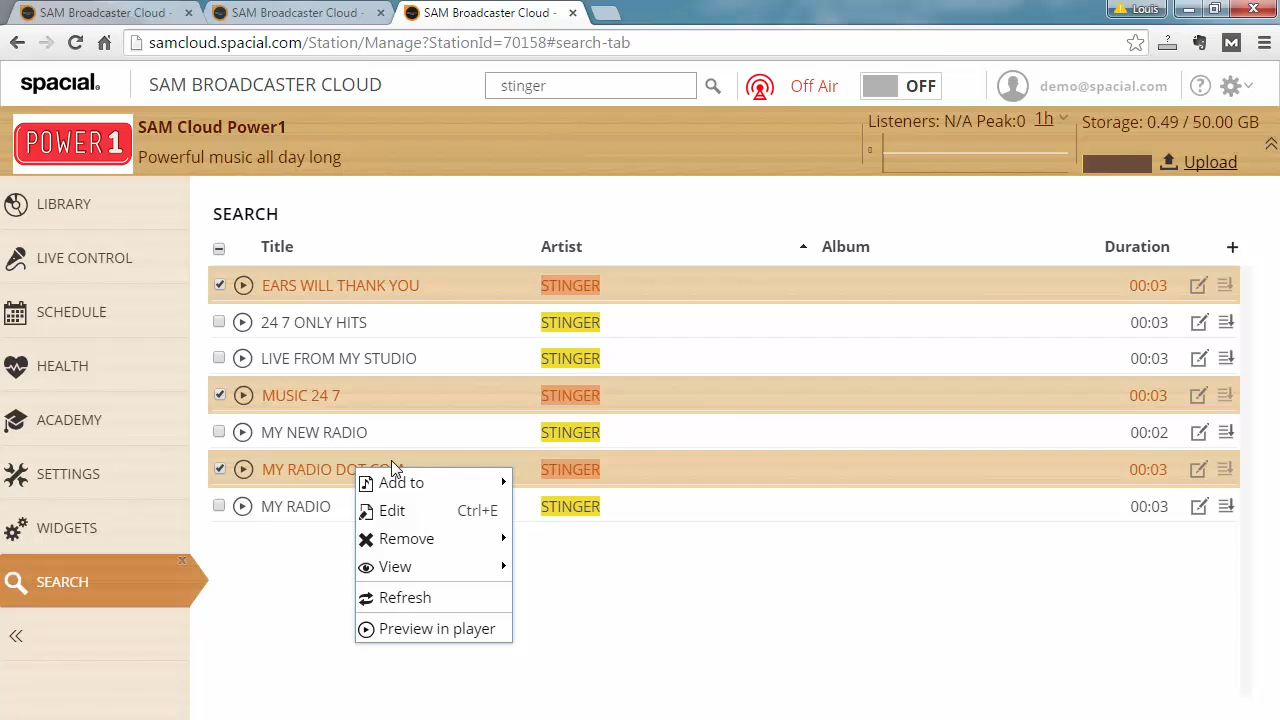 SAM Broadcaster Cloud - SAM Broadcaster Cloud - SAM Broadcaster Cloud - Louis
samcloud.spacial.com/Station/Manage?StationId=70158#search-tab
spacial. SAM BROADCASTER CLOUD stinger Off Air OFF demo@spacial.com
POWER 1 SAM Cloud Power1 Listeners: N/A Peak:0 1h Storage: 0.49 / 50.00 GB
Powerful music all day long 0 Upload
LIBRARY
LIVE CONTROL
SCHEDULE
HEALTH
ACADEMY
SETTINGS
WIDGETS
SEARCH
SEARCH
Title Artist Album Duration
EARS WILL THANK YOU STINGER 00:03
24 7 ONLY HITS STINGER 00:03
LIVE FROM MY STUDIO STINGER 00:03
MUSIC 24 7 STINGER 00:03
MY NEW RADIO STINGER 00:02
MY RADIO DOT COM STINGER 00:03
MY RADIO STINGER 00:03
Add to
Edit Ctrl+E
Remove
View
Refresh
Preview in player